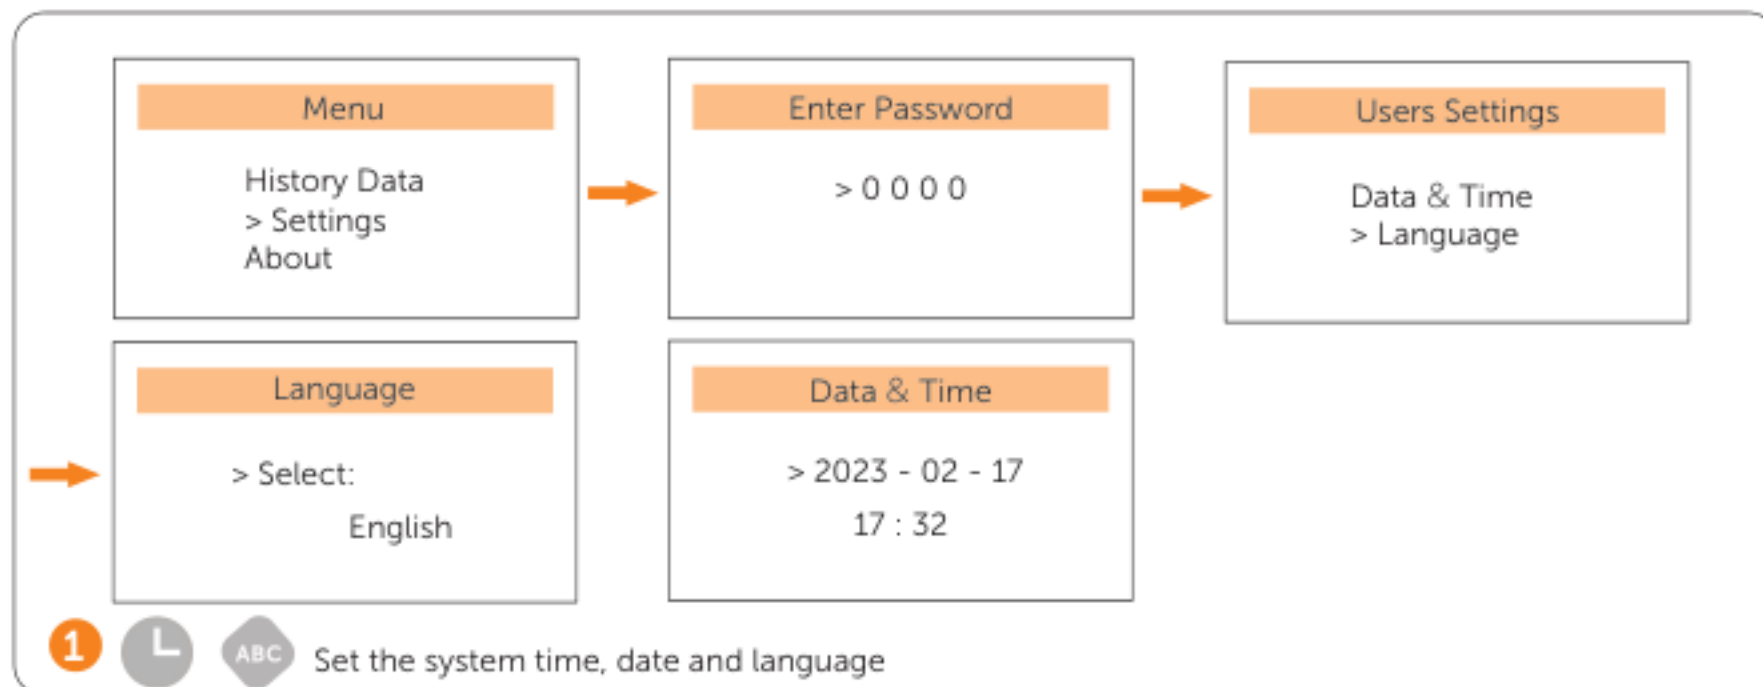 Menu
History Data
> Settings
About
Enter Password
> 0 0 0 0
Users Settings
Data & Time
> Language
Language
> Select:
English
Data & Time
> 2023 - 02 - 17
17 : 32
1
ABC
Set the system time, date and language